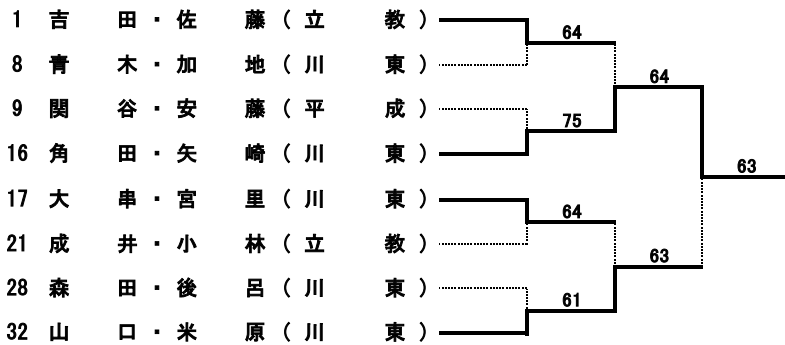 1 吉 田・佐 藤(立 教)
64
8 青 木・加 地(川 東)
64
9 関 谷・安 藤(平 成)
75
16 角 田・矢 崎(川 東)
63
17 大 串・宮 里(川 東)
64
21 成 井・小 林(立 教)
63
28 森 田・後 呂(川 東)
61
32 山 口・米 原(川 東)